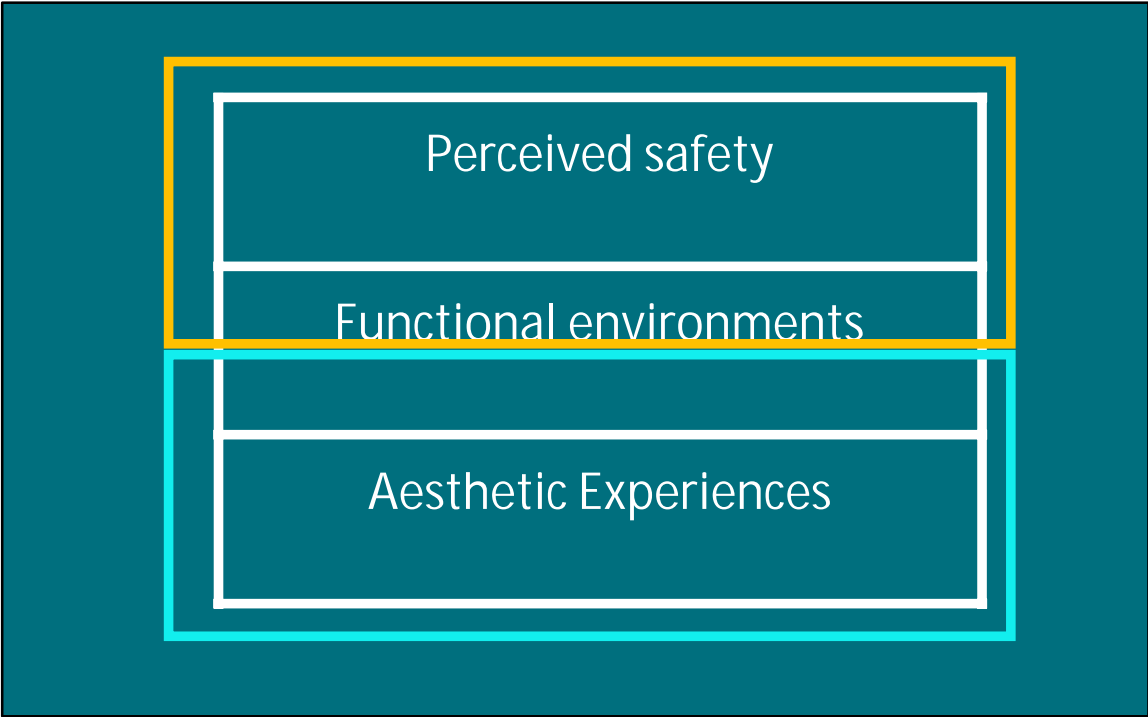 Perceived safety
Functional environments
Aesthetic Experiences